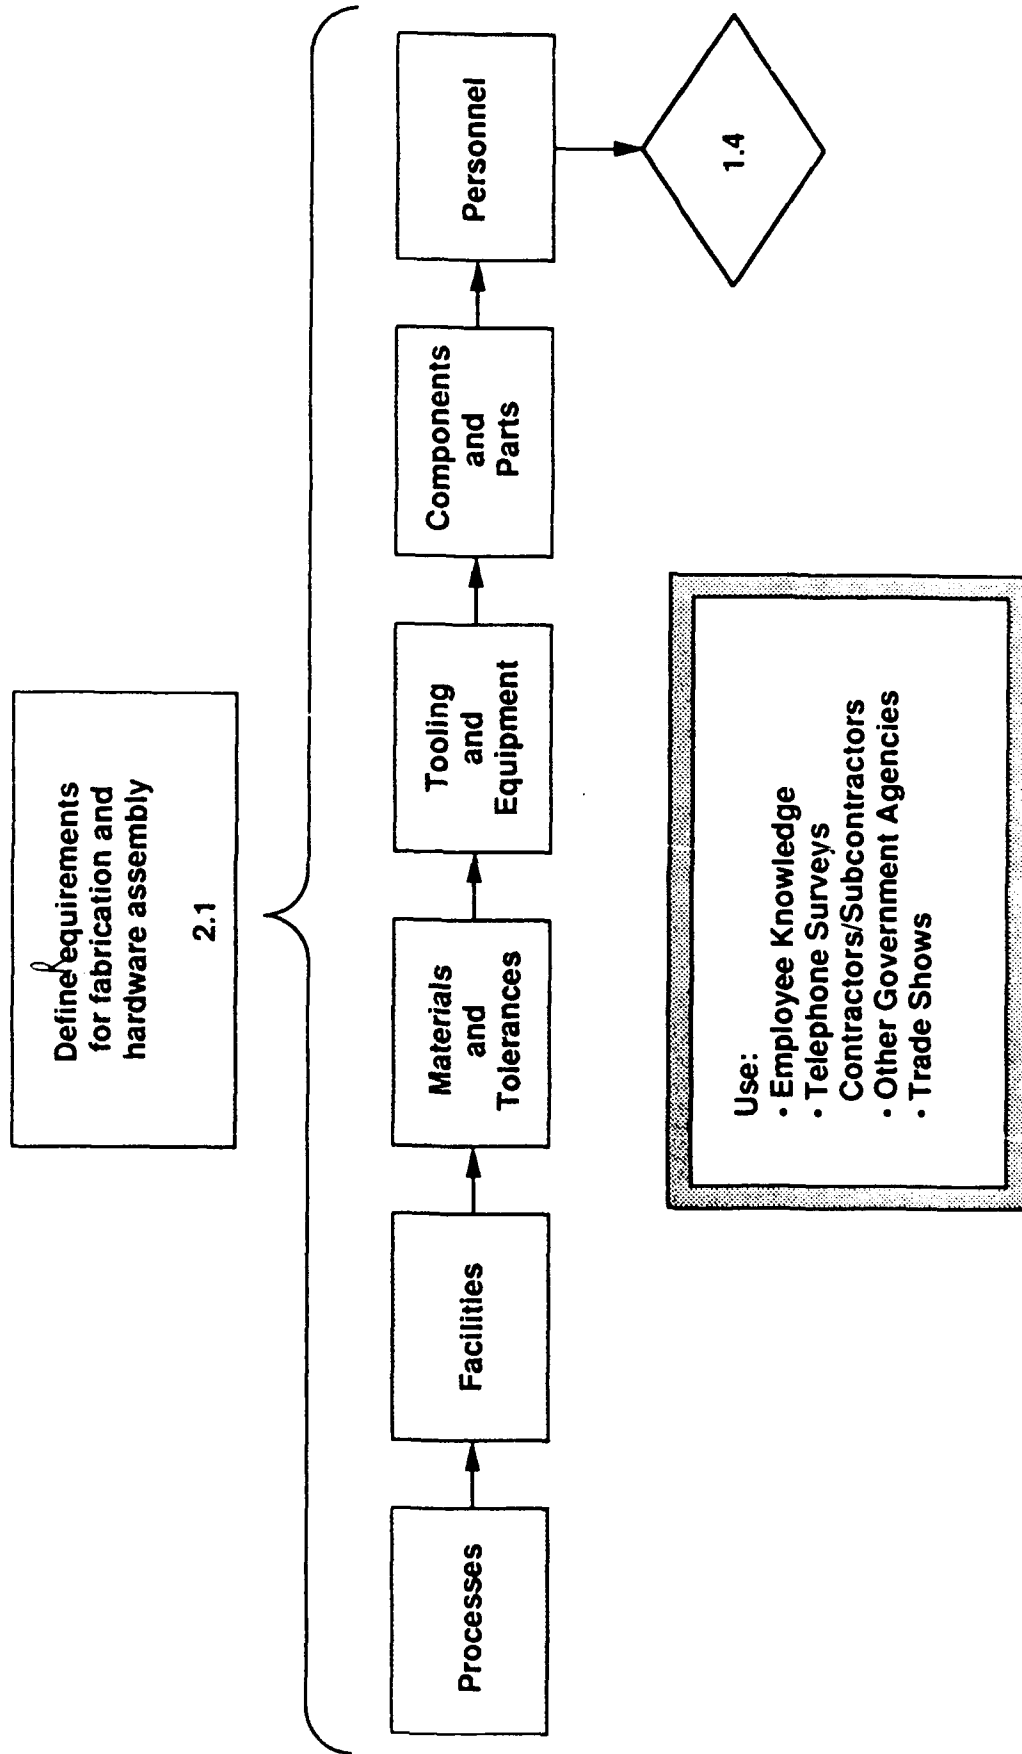 Define requirements
for fabrication and
hardware assembly
2.1
Processes
Facilities
Materials
and
Tolerances
Tooling
and
Equipment
Components
and
Parts
Personnel
1.4
Use:
• Employee Knowledge
• Telephone Surveys
Contractors/Subcontractors
• Other Government Agencies
• Trade Shows